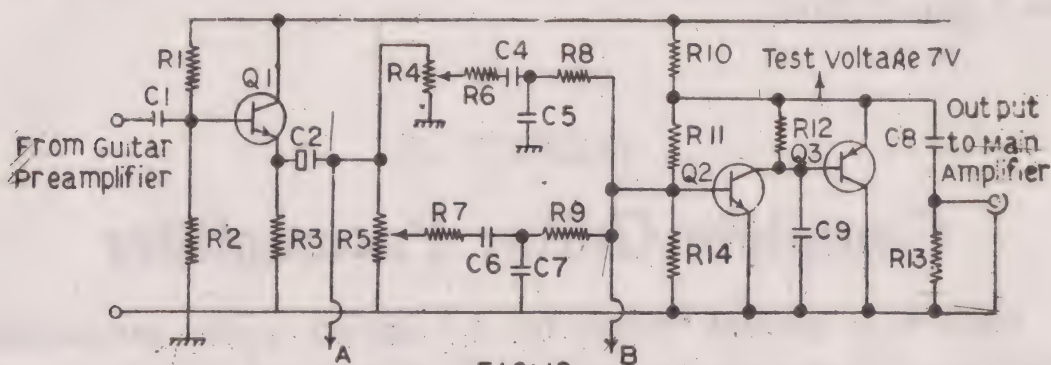 R1
Q1
C1
C2
From Guitar
Preamplifier
R2
R3
R4
R6
C4
R8
C5
R5
R7
R9
C6
C7
A
B
R10
Test Voltage 7V
R11
R12
Q2
Q3
C8
Output
to Main
Amplifier
R14
C9
R13